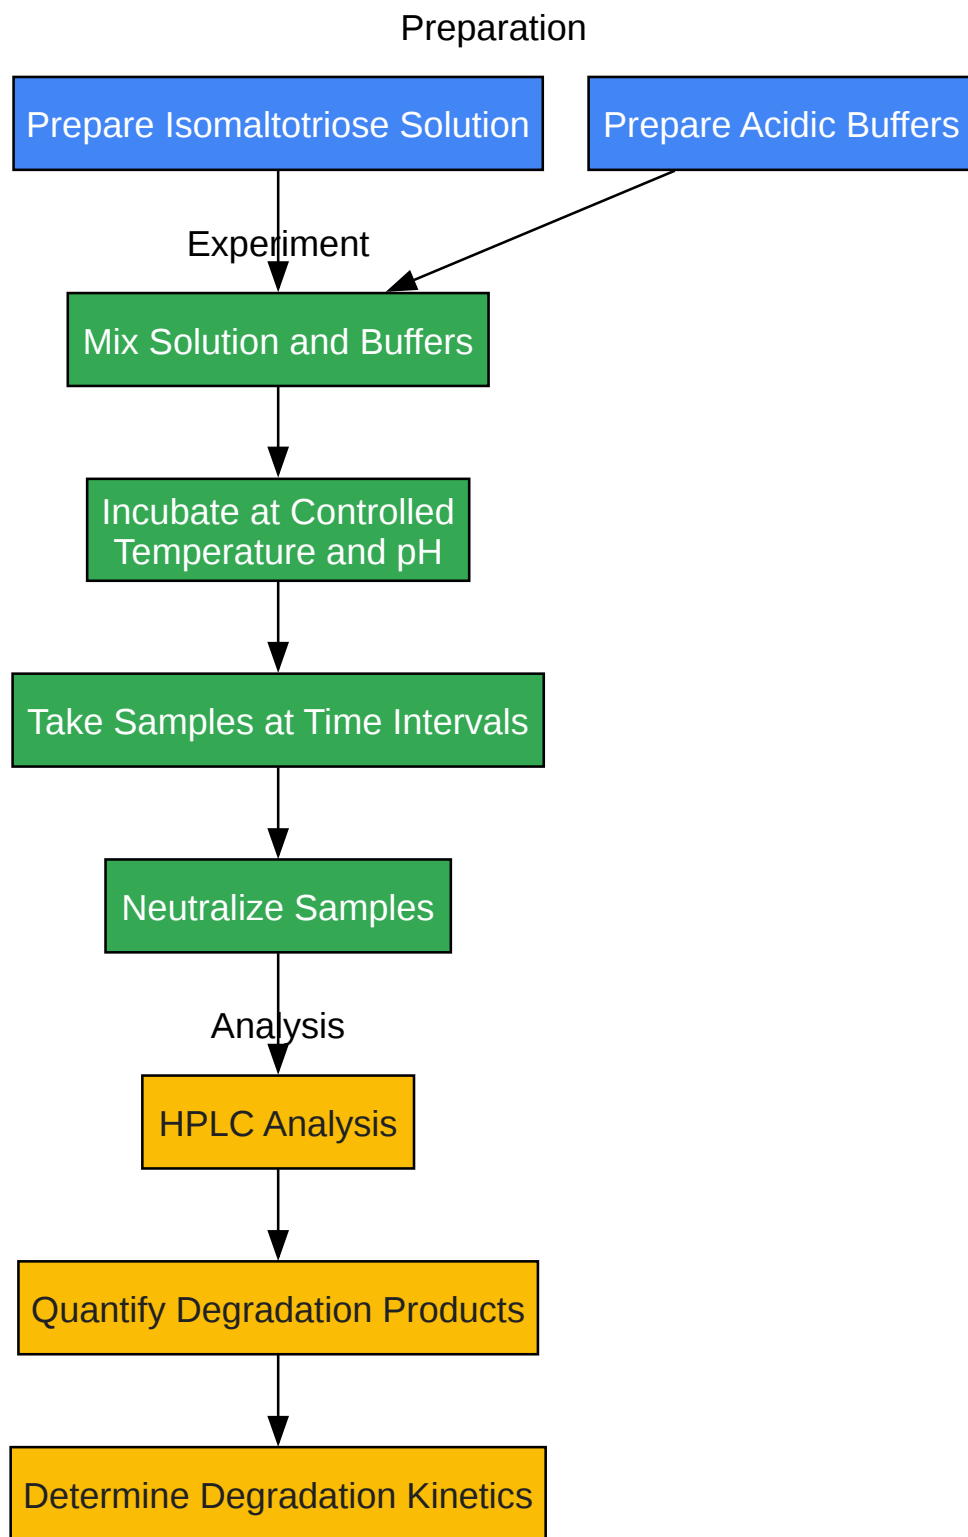 Preparation
Prepare Isomaltotriose Solution
Prepare Acidic Buffers
Experiment
Mix Solution and Buffers
Incubate at Controlled
Temperature and pH
Take Samples at Time Intervals
Neutralize Samples
Analysis
HPLC Analysis
Quantify Degradation Products
Determine Degradation Kinetics